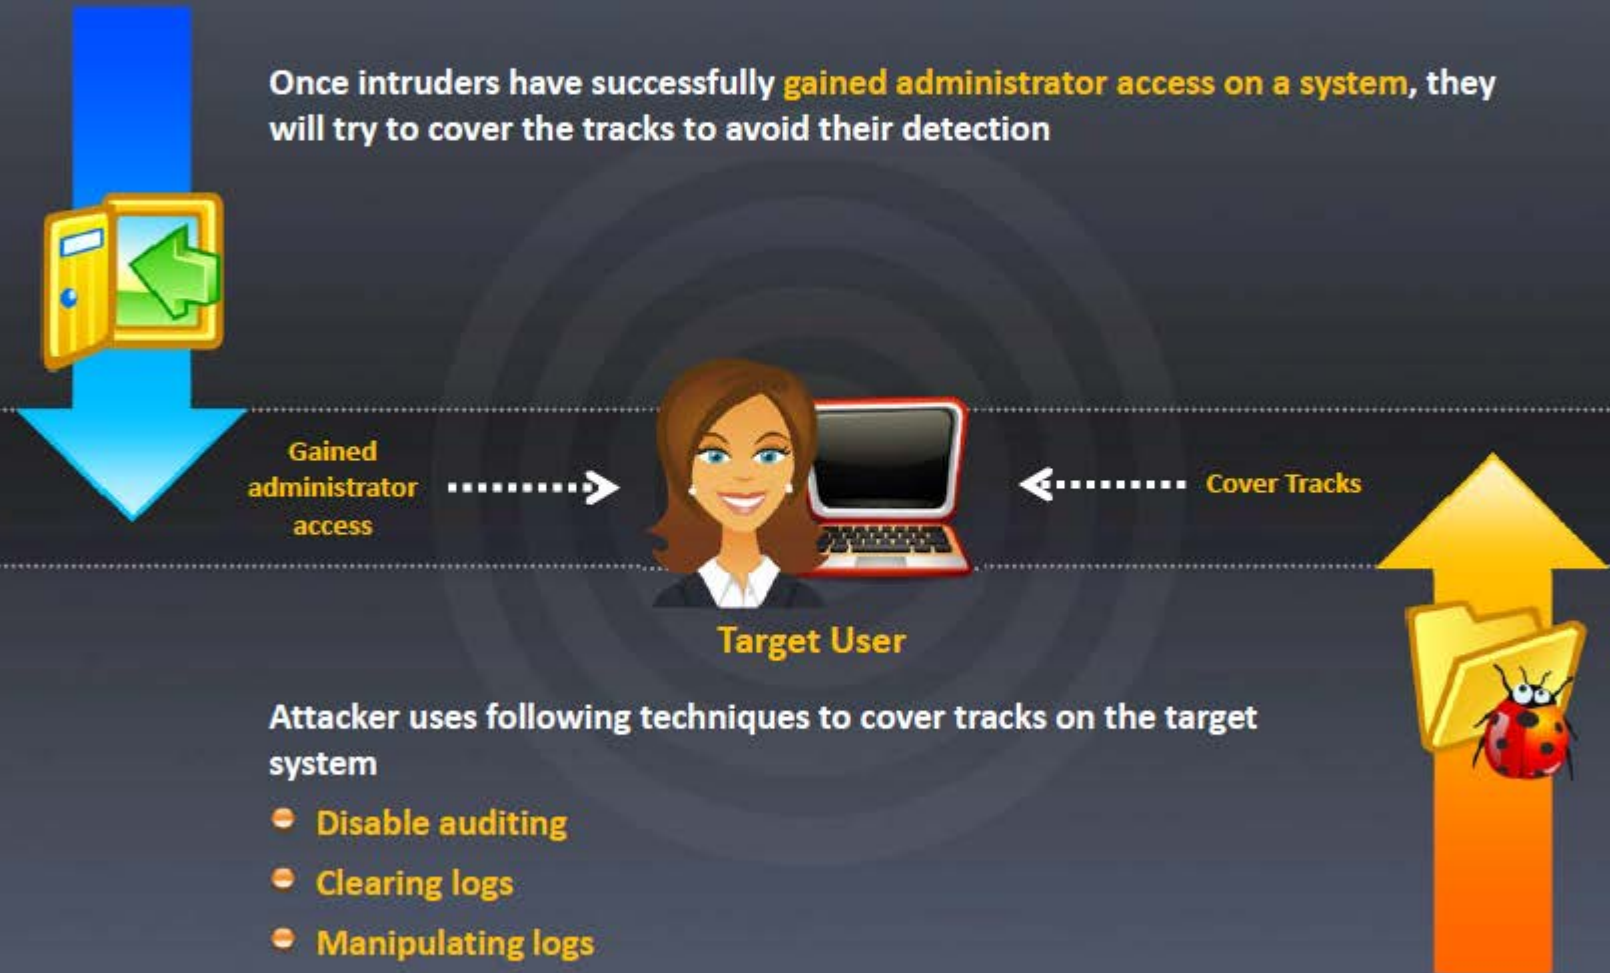 Once intruders have successfully gained administrator access on a system, they
will try to cover the tracks to avoid their detection
Gained
administrator
access
Cover Tracks
Target User
Attacker uses following techniques to cover tracks on the target
system
Disable auditing
Clearing logs
Manipulating logs